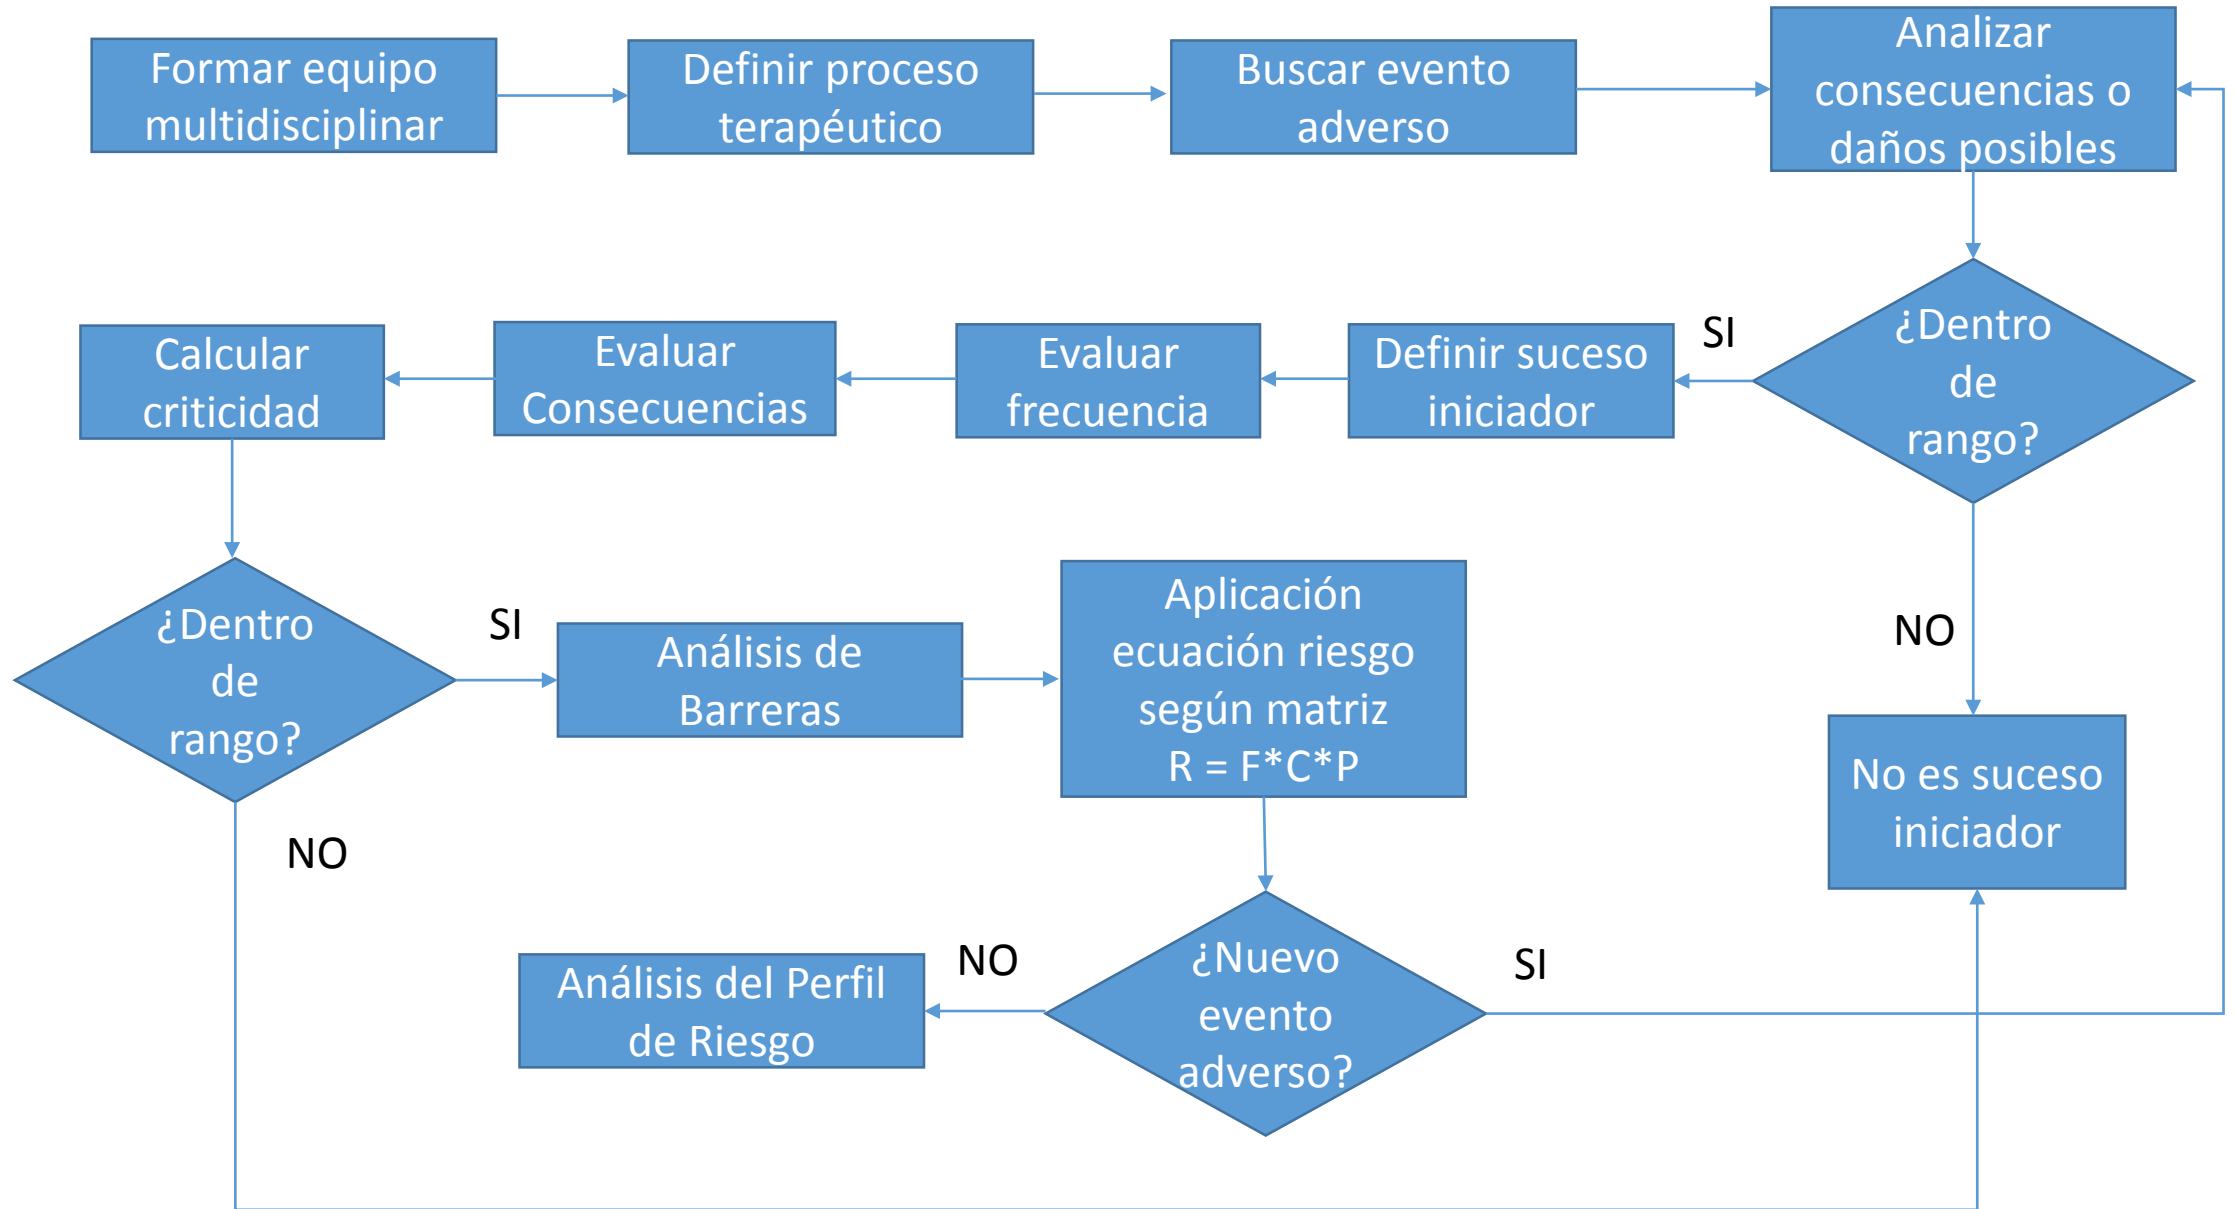 Formar equipo
multidisciplinar
Definir proceso
terapéutico
Buscar evento
adverso
Analizar
consecuencias o
daños posibles
¿Dentro
de
rango?
SI
Definir suceso
iniciador
Evaluar
frecuencia
Evaluar
Consecuencias
Calcular
criticidad
¿Dentro
de
rango?
SI
NO
Análisis de
Barreras
Aplicación
ecuación riesgo
según matriz
R = F*C*P
NO
No es suceso
iniciador
¿Nuevo
evento
adverso?
SI
NO
Análisis del Perfil
de Riesgo